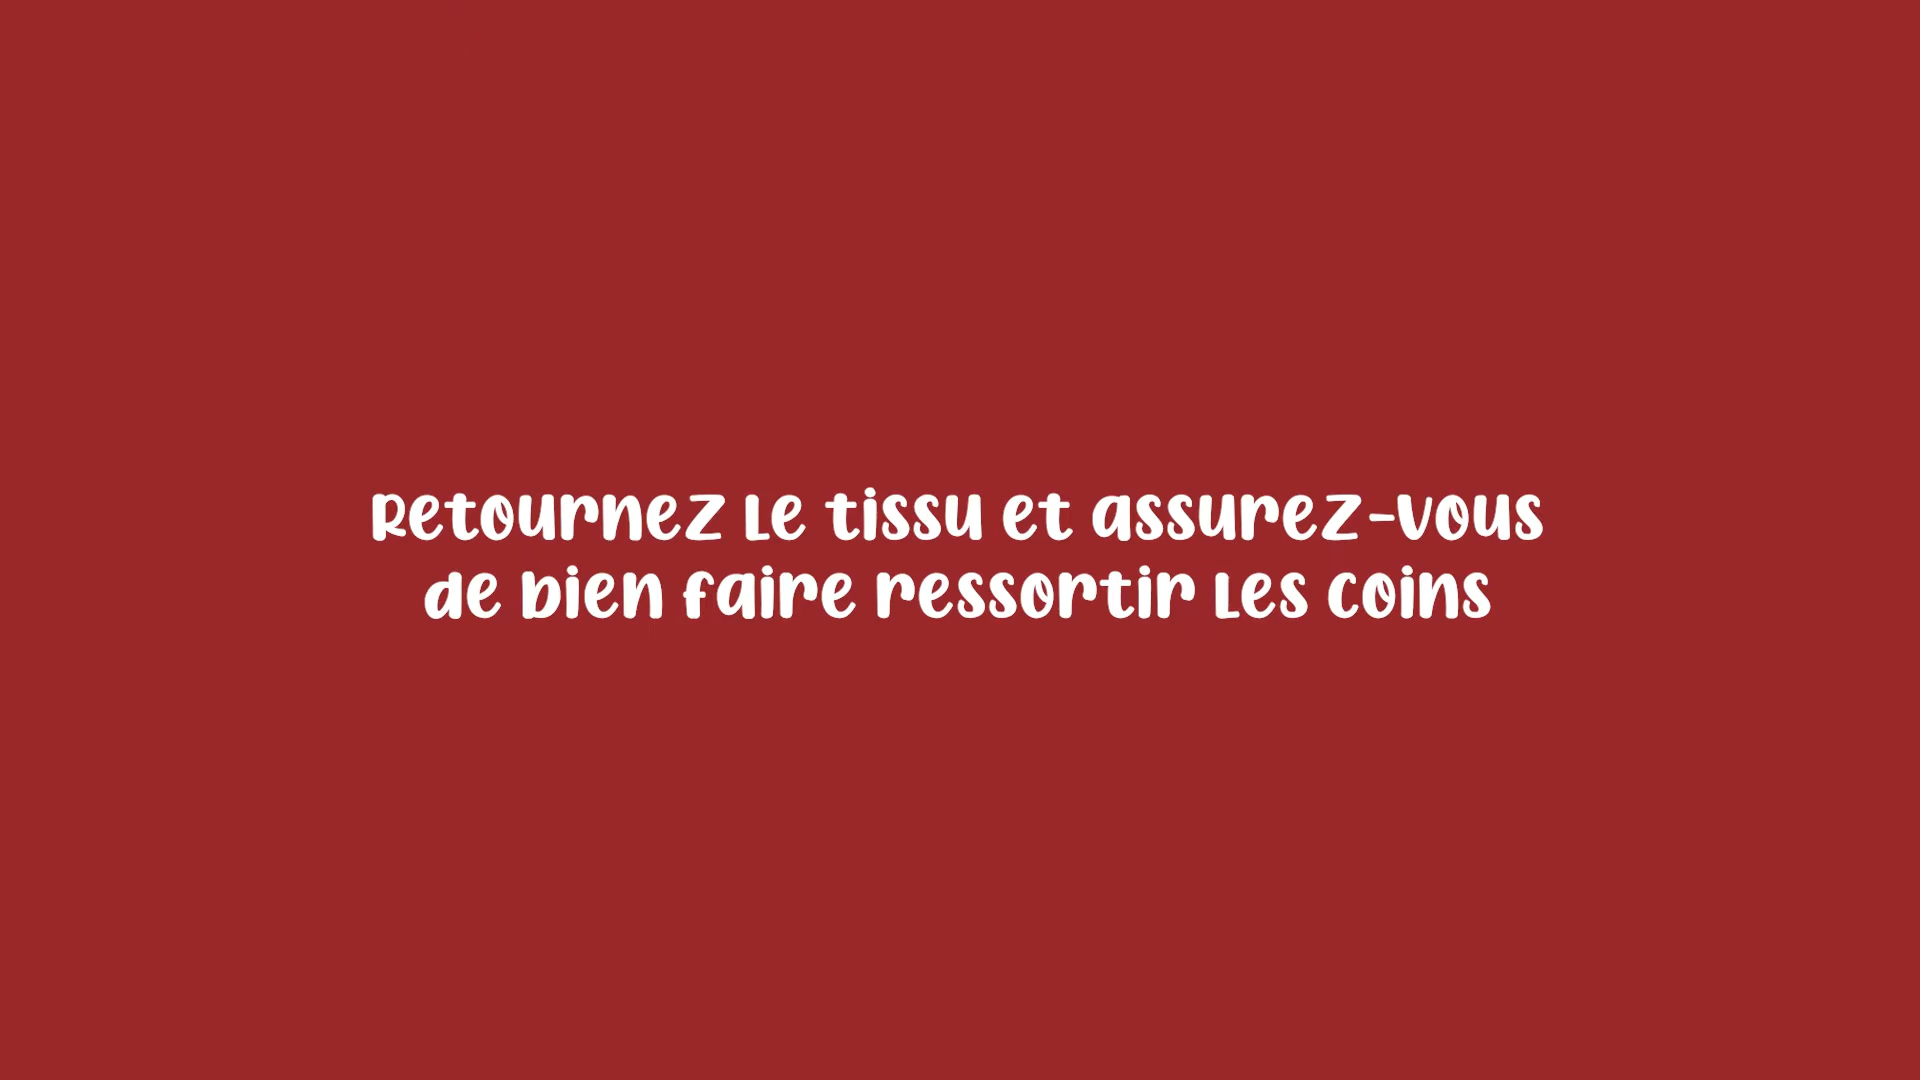 Retournez le tissu et assurez-vous
de bien faire ressortir les coins